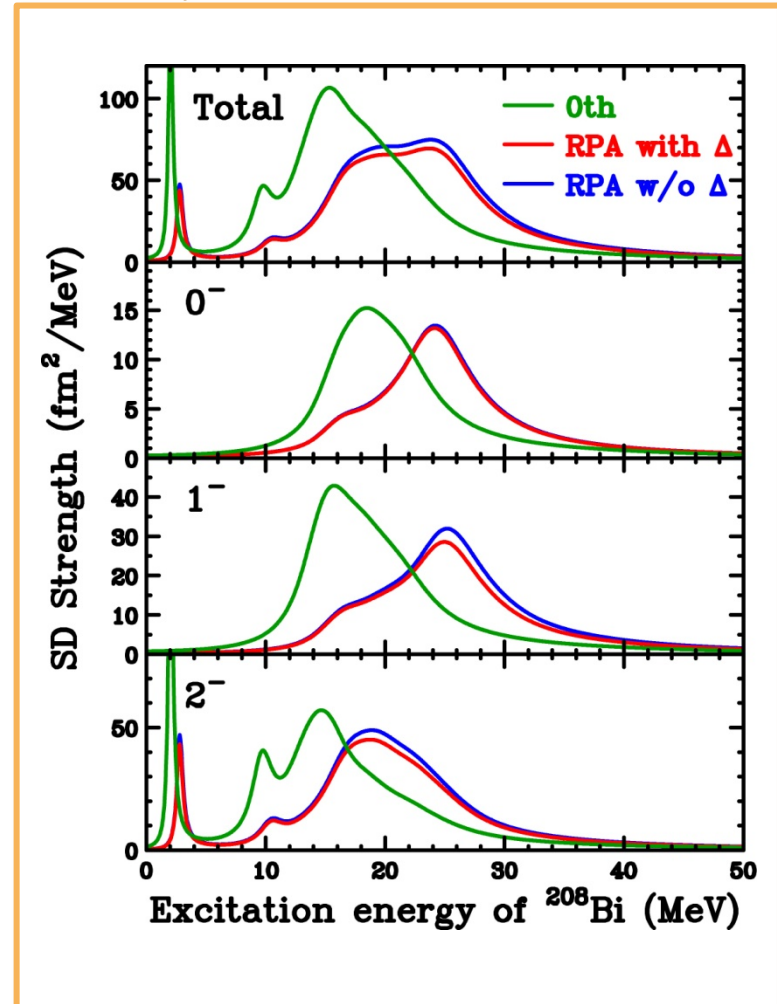 Total
0th
RPA with Δ
RPA w/o Δ
100
50
0
0⁻
15
10
5
0
1⁻
40
30
20
10
0
2⁻
50
0
0 10 20 30 40 50
SD Strength (fm²/MeV)
Excitation energy of ²⁰⁸Bi (MeV)